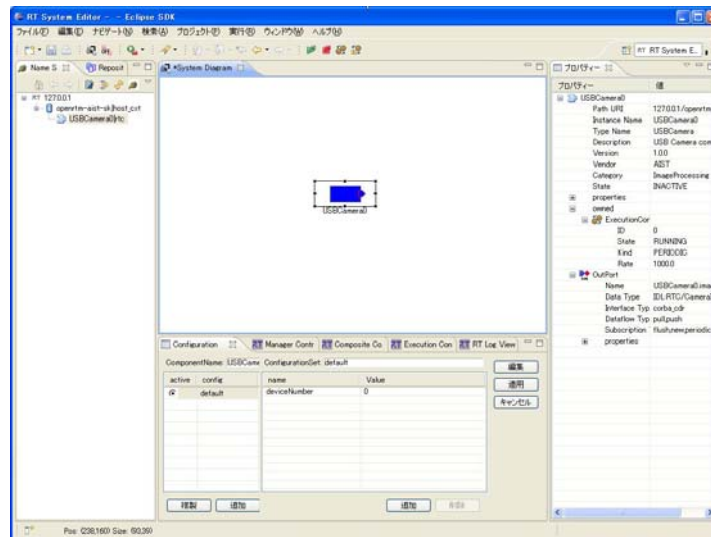 RT System Editor - - Eclipse SDK
ファイル(F) 編集(E) ナビゲート(N) 検索(A) プロジェクト(P) 実行(R) ウィンドウ(W) ヘルプ(H)
RT RT System E..
Name S
Reposit
*System Diagram
プロパティー
RT 127.0.0.1
USBCamera0|rtc
USBCamera0
プロパティー 値
USBCamera0
Path URI 127.0.0.1/openrtm
Instance Name USBCamera0
Type Name USBCamera
Description USB Camera com
Version 1.0.0
Vendor AIST
Category ImageProcessing
State INACTIVE
properties
owned
ExecutionCor
ID 0
State RUNNING
Kind PERIODIC
Rate 1000.0
OutPort
Name USBCamera0.ima
Data Type IDL:RTC/Camera
Interface Typ corba_cdr
Dataflow Typ pull,push
Subscription flush,new,periodic
properties
Configuration
RT Manager Contr
RT Composite Co
RT Execution Con
RT RT Log View
ComponentName: USBCame ConfigurationSet: default
編集
適用
キャンセル
active config
default
name Value
deviceNumber 0
複製 追加
追加 削除
Pos: (238,160) Size: (90,39)